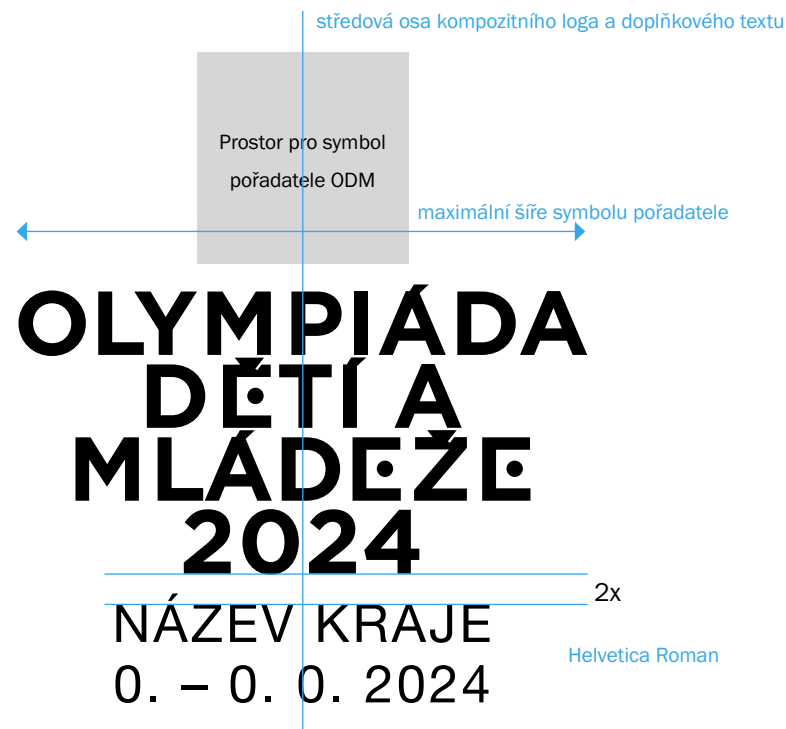 středová osa kompozitního loga a doplňkového textu
Prostor pro symbol
pořadatele ODM
maximální šíře symbolu pořadatele
OLYMPIÁDA
DĚTÍ A
MLÁDEŽE
2024
2x
NÁZEV KRAJE
Helvetica Roman
0. – 0. 0. 2024